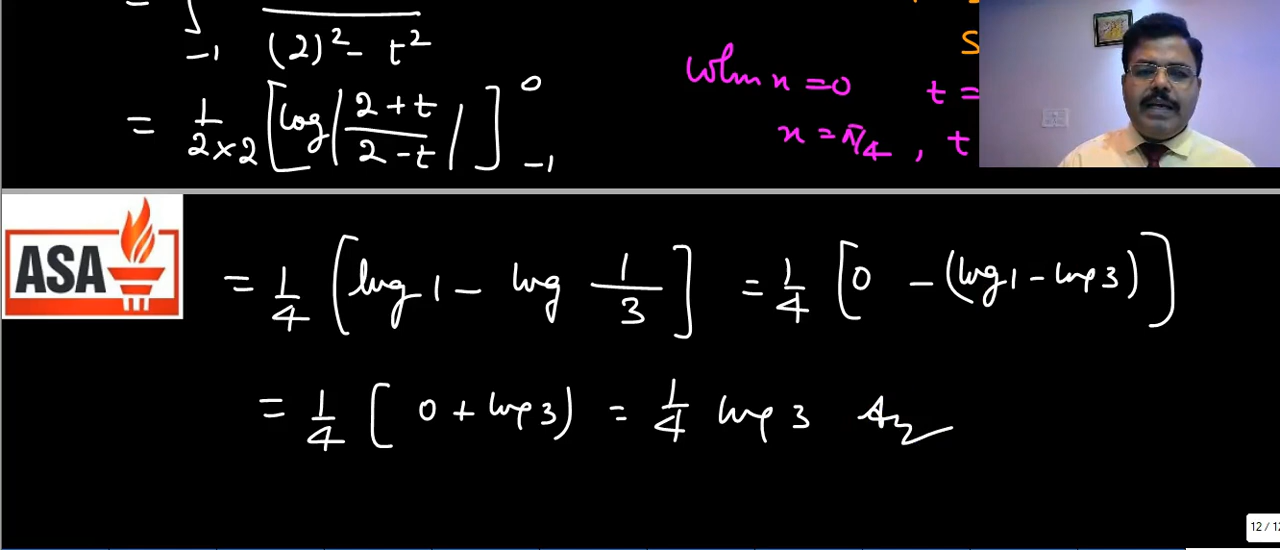 = ∫
-1 (2)² - t²
When x = 0 t =
= 1/2×2 [log |2+t/2-t|]⁰₋₁
x = π/4 , t
ASA
= 1/4 [log 1 - log 1/3] = 1/4 [0 - (log 1 - log 3)]
= 1/4 [0 + log 3) = 1/4 log 3 Ans
12 / 12